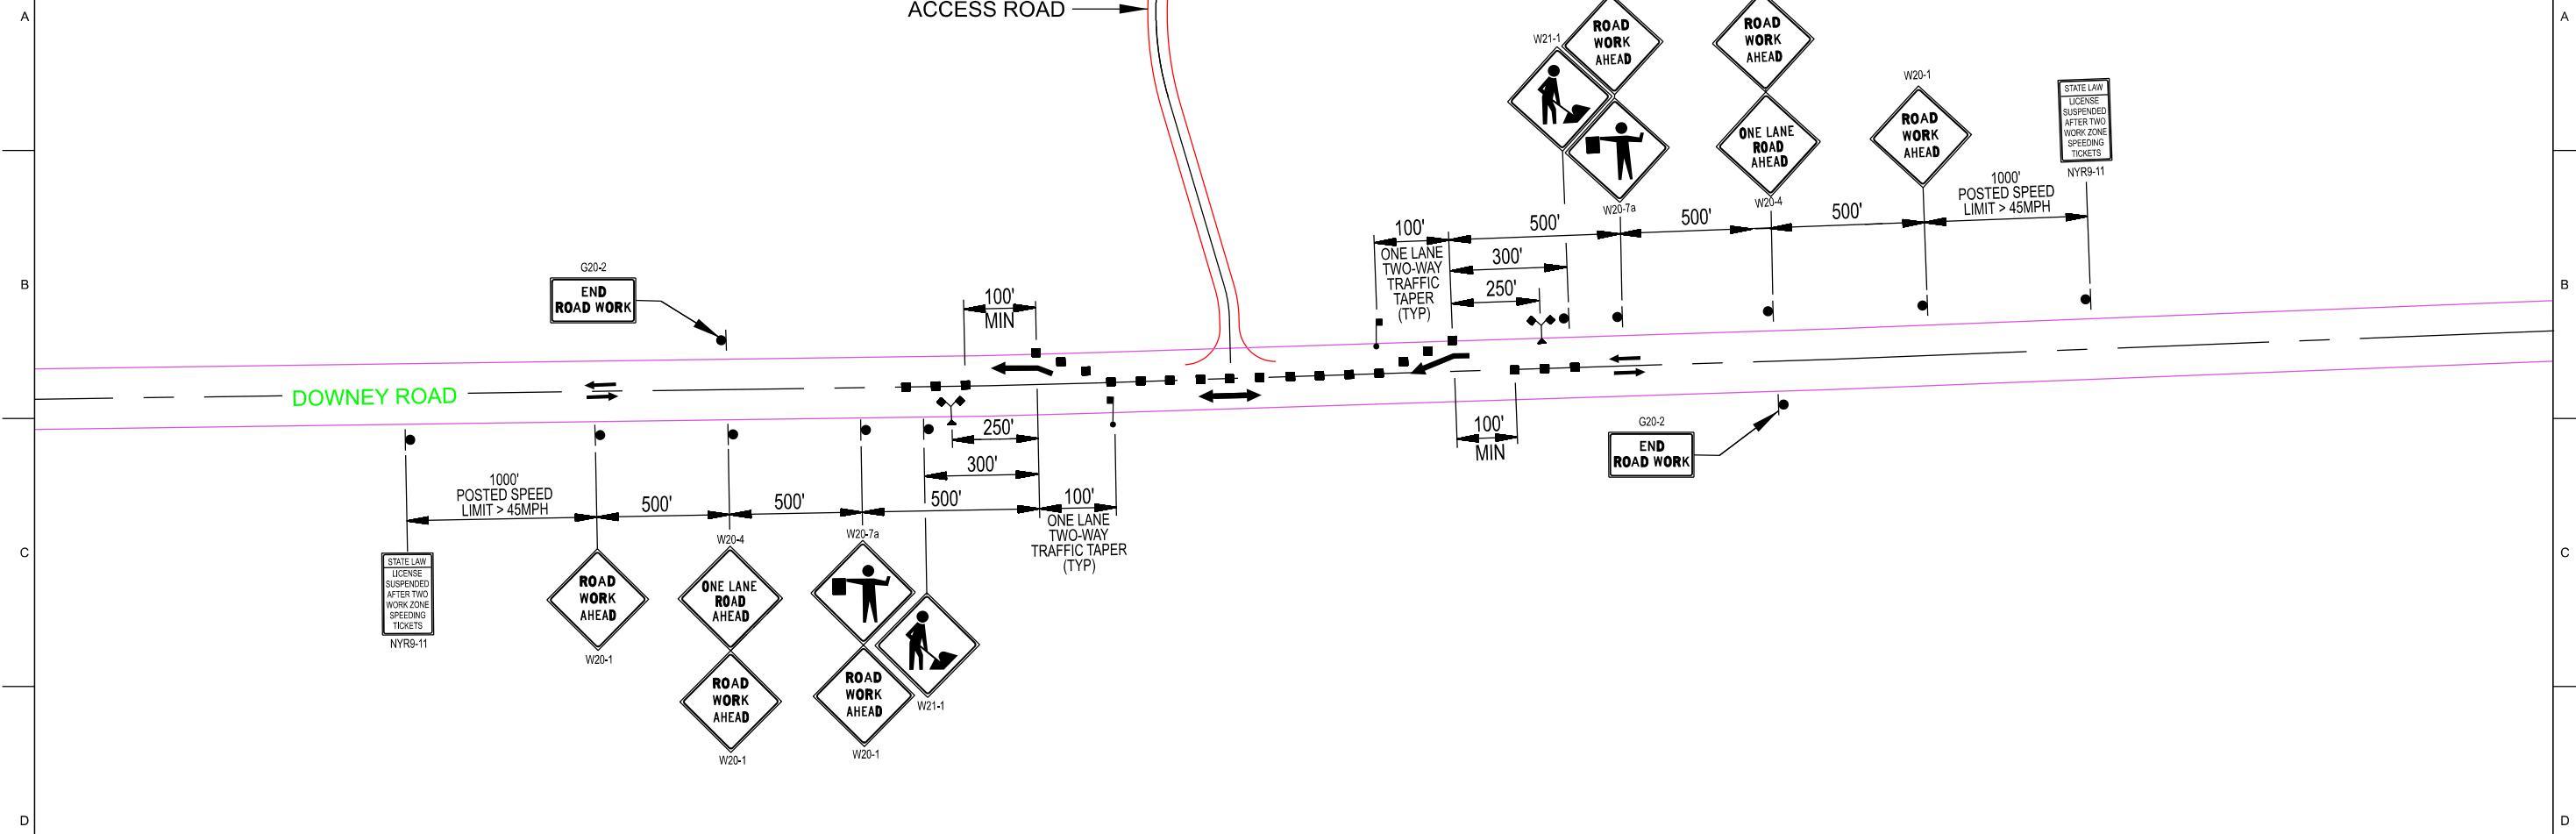 A
ACCESS ROAD
A
ROAD
WORK
AHEAD
ROAD
WORK
AHEAD
W21-1
W20-1
ROAD
WORK
AHEAD
STATE LAW
LICENSE
SUSPENDED
AFTER TWO
WORK ZONE
SPEEDING
TICKETS
NYR9-11
ONE LANE
ROAD
AHEAD
W20-7a
W20-4
1000'
POSTED SPEED
LIMIT > 45MPH
100'
500'
500'
500'
ONE LANE
TWO-WAY
TRAFFIC
TAPER
(TYP)
300'
250'
B
G20-2
END
ROAD WORK
100'
MIN
B
DOWNEY ROAD
250'
300'
500'
100'
ONE LANE
TWO-WAY
TRAFFIC TAPER
(TYP)
100'
MIN
G20-2
END
ROAD WORK
1000'
POSTED SPEED
LIMIT > 45MPH
500'
500'
C
C
STATE LAW
LICENSE
SUSPENDED
AFTER TWO
WORK ZONE
SPEEDING
TICKETS
NYR9-11
ROAD
WORK
AHEAD
W20-1
W20-4
ONE LANE
ROAD
AHEAD
ROAD
WORK
AHEAD
W20-1
W20-7a
ROAD
WORK
AHEAD
W20-1
W21-1
D
D